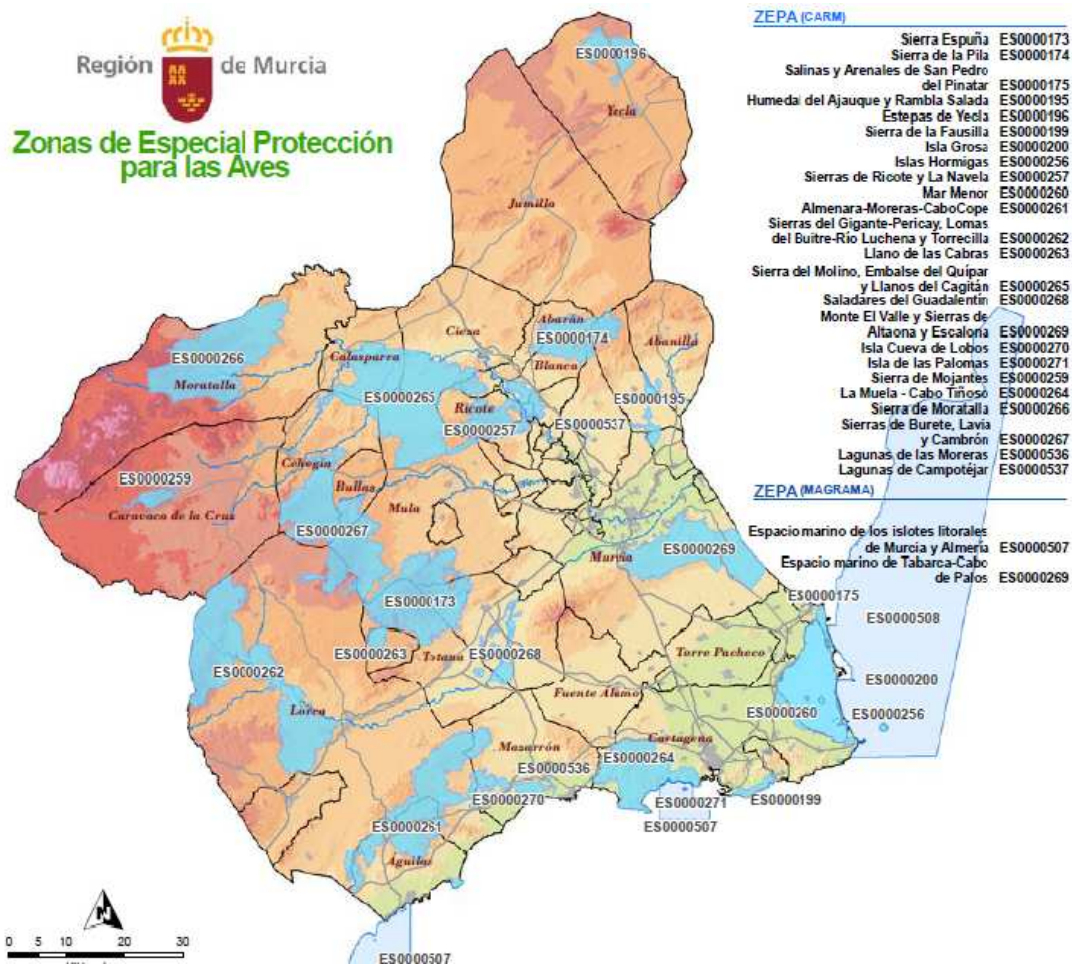 Región de Murcia
Zonas de Especial Protección
para las Aves
ZEPA (CARM)
Sierra Espuña ES0000173
Sierra de la Pila ES0000174
Salinas y Arenales de San Pedro
del Pinatar ES0000175
Humedal del Ajauque y Rambla Salada ES0000195
Estepas de Yecla ES0000196
Sierra de la Fausilla ES0000199
Isla Grosa ES0000200
Islas Hormigas ES0000256
Sierras de Ricote y La Navela ES0000257
Mar Menor ES0000260
Almenara-Moreras-CaboCope ES0000261
Sierras del Gigante-Pericay, Lomas
del Buitre-Río Luchena y Torrecilla ES0000262
Llano de las Cabras ES0000263
Sierra del Molino, Embalse del Quípar
y Llanos del Cagitán ES0000265
Saladares del Guadalentín ES0000268
Monte El Valle y Sierras de
Altaona y Escalona ES0000269
Isla Cueva de Lobos ES0000270
Isla de las Palomas ES0000271
Sierra de Mojantes ES0000259
La Muela - Cabo Tiñoso ES0000264
Sierra de Moratalla ES0000266
Sierras de Burete, Lavia
y Cambrón ES0000267
Lagunas de las Moreras ES0000536
Lagunas de Campotéjar ES0000537
ZEPA (MAGRAMA)
Espacio marino de los islotes litorales
de Murcia y Almería ES0000507
Espacio marino de Tabarca-Cabo
de Palos ES0000269
ES0000196
Yecla
Jumilla
Abarán
Cieza
ES0000174
Abanilla
ES0000266
Calasparra
Blanca
Moratalla
ES0000265
Ricote
ES0000195
ES0000257
ES0000537
Cehegín
ES0000259
Bullas
Mula
Caravaca de la Cruz
ES0000267
Murcia
ES0000269
ES0000173
ES0000175
ES0000508
ES0000263
Totana
ES0000268
Torre Pacheco
ES0000262
ES0000200
Fuente Alamo
Lorca
ES0000260
ES0000256
Cartagena
Mazarrón
ES0000264
ES0000536
ES0000270
ES0000271
ES0000199
ES0000261
ES0000507
Aguilas
N
0 5 10 20 30
ES0000507